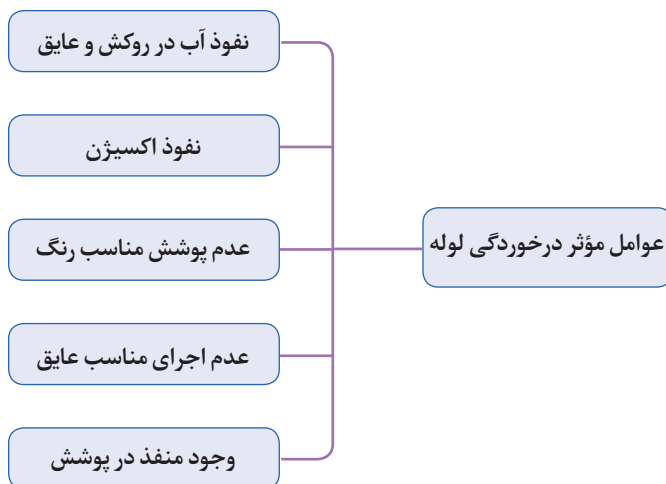 عوامل مؤثر درخوردگی لوله
نفوذ آب در روکش و عایق
نفوذ اکسیژن
عدم پوشش مناسب رنگ
عدم اجرای مناسب عایق
وجود منفذ در پوشش